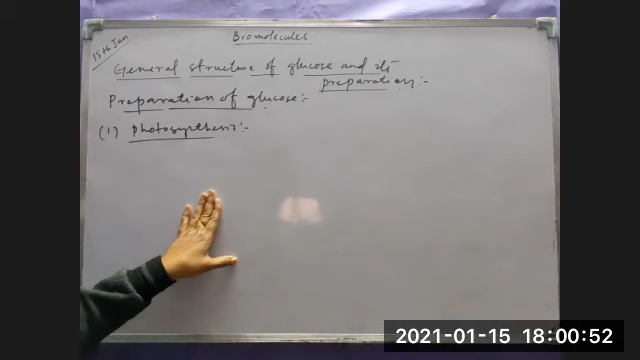 Biomolecules
15th Jan
General structure of glucose and its
preparation:-
Preparation of glucose:-
(1) Photosynthesis:-
2021-01-15 18:00:52